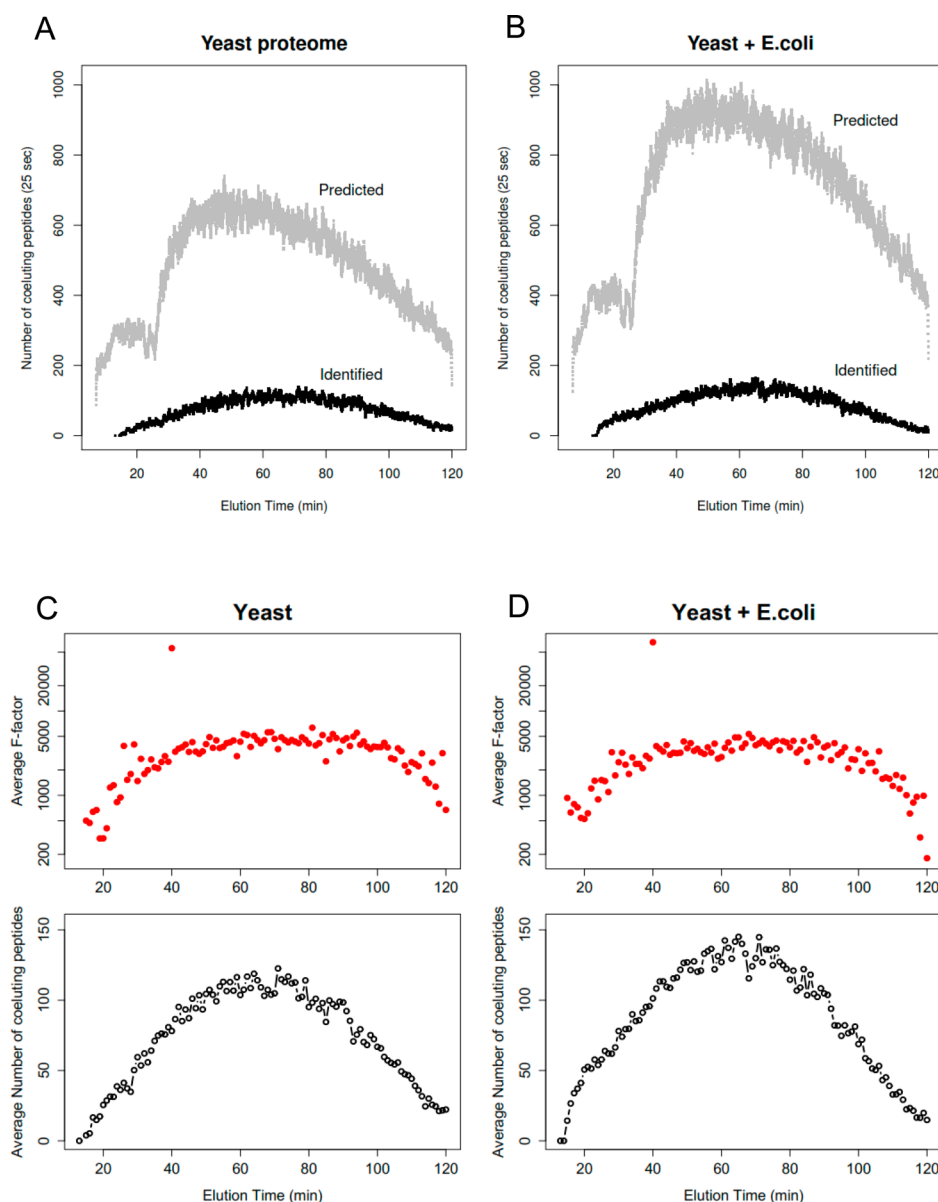 A
Yeast proteome
Number of coeluting peptides (25 sec)
1000
800
600
400
200
0
Predicted
Identified
20 40 60 80 100 120
Elution Time (min)
B
Yeast + E.coli
Number of coeluting peptides (25 sec)
1000
800
600
400
200
0
Predicted
Identified
20 40 60 80 100 120
Elution Time (min)
C
Yeast
Average F-factor
20000
5000
1000
200
20 40 60 80 100 120
Average Number of coeluting peptides
150
100
50
0
20 40 60 80 100 120
Elution Time (min)
D
Yeast + E.coli
Average F-factor
20000
5000
1000
200
20 40 60 80 100 120
Average Number of coeluting peptides
150
100
50
0
20 40 60 80 100 120
Elution Time (min)